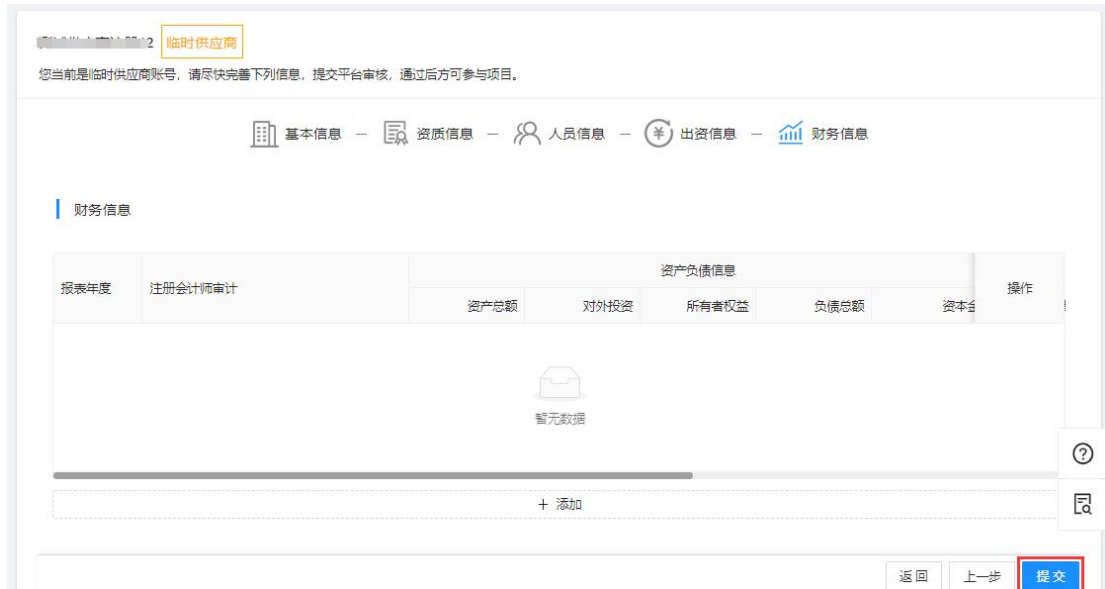 2 临时供应商
您当前是临时供应商账号，请尽快完善下列信息，提交平台审核，通过后方可参与项目。
基本信息 — 资质信息 — 人员信息 — 出资信息 — 财务信息
财务信息
报表年度 注册会计师审计 资产负债信息 操作
资产总额 对外投资 所有者权益 负债总额 资本金
暂无数据
+ 添加
返回 上一步 提交